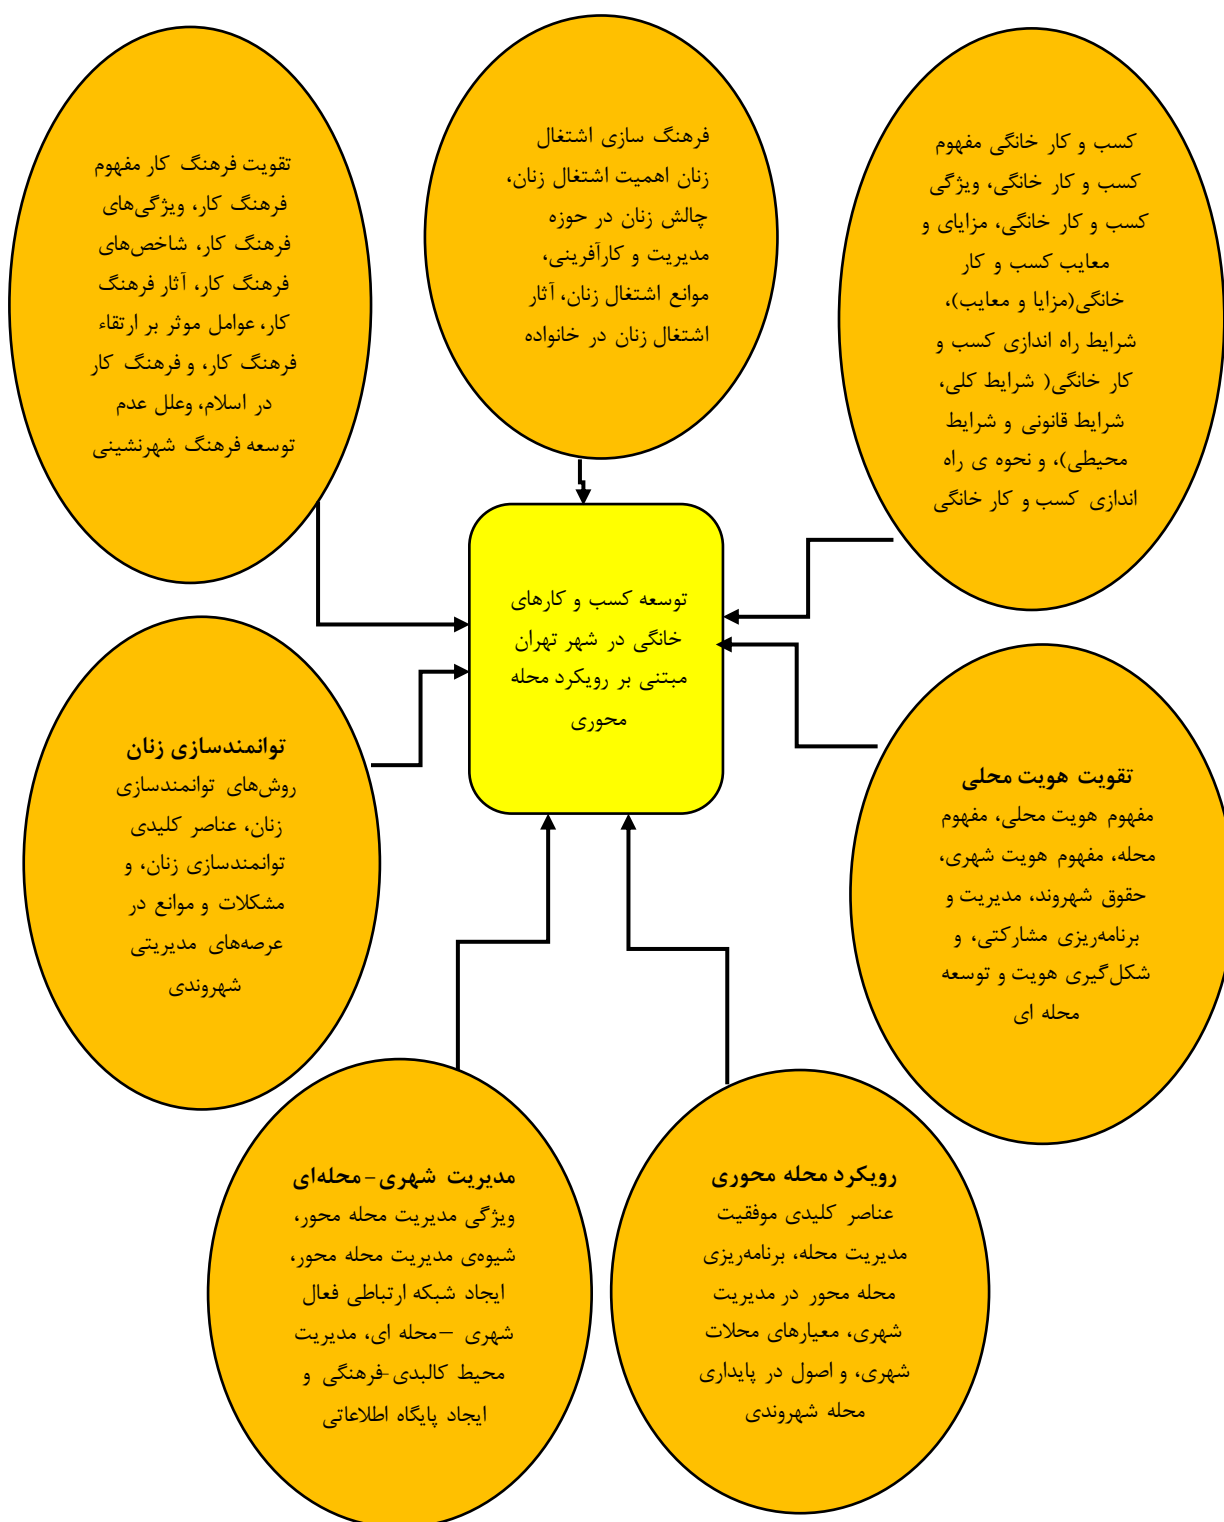 کسب و کار خانگی مفهوم
کسب و کار خانگی، ویژگی
کسب و کار خانگی، مزایای و
معایب کسب و کار
خانگی(مزایا و معایب)،
شرایط راه اندازی کسب و
کار خانگی( شرایط کلی،
شرایط قانونی و شرایط
محیطی)، و نحوه ی راه
اندازی کسب و کار خانگی
فرهنگ سازی اشتغال
زنان اهمیت اشتغال زنان،
چالش زنان در حوزه
مدیریت و کارآفرینی،
موانع اشتغال زنان، آثار
اشتغال زنان در خانواده
تقویت فرهنگ کار مفهوم
فرهنگ کار، ویژگی‌های
فرهنگ کار، شاخص‌های
فرهنگ کار، آثار فرهنگ
کار، عوامل موثر بر ارتقاء
فرهنگ کار، و فرهنگ کار
در اسلام، وعلل عدم
توسعه فرهنگ شهرنشینی
توسعه کسب و کارهای
خانگی در شهر تهران
مبتنی بر رویکرد محله
محوری
تقویت هویت محلی
مفهوم هویت محلی، مفهوم
محله، مفهوم هویت شهری،
حقوق شهروند، مدیریت و
برنامه‌ریزی مشارکتی، و
شکل‌گیری هویت و توسعه
محله ای
توانمندسازی زنان
روش‌های توانمندسازی
زنان، عناصر کلیدی
توانمندسازی زنان، و
مشکلات و موانع در
عرصه‌های مدیریتی
شهروندی
رویکرد محله محوری
عناصر کلیدی موفقیت
مدیریت محله، برنامه‌ریزی
محله محور در مدیریت
شهری، معیارهای محلات
شهری، و اصول در پایداری
محله شهروندی
مدیریت شهری-محله‌ای
ویژگی مدیریت محله محور،
شیوه‌ی مدیریت محله محور،
ایجاد شبکه ارتباطی فعال
شهری –محله ای، مدیریت
محیط کالبدی-فرهنگی و
ایجاد پایگاه اطلاعاتی